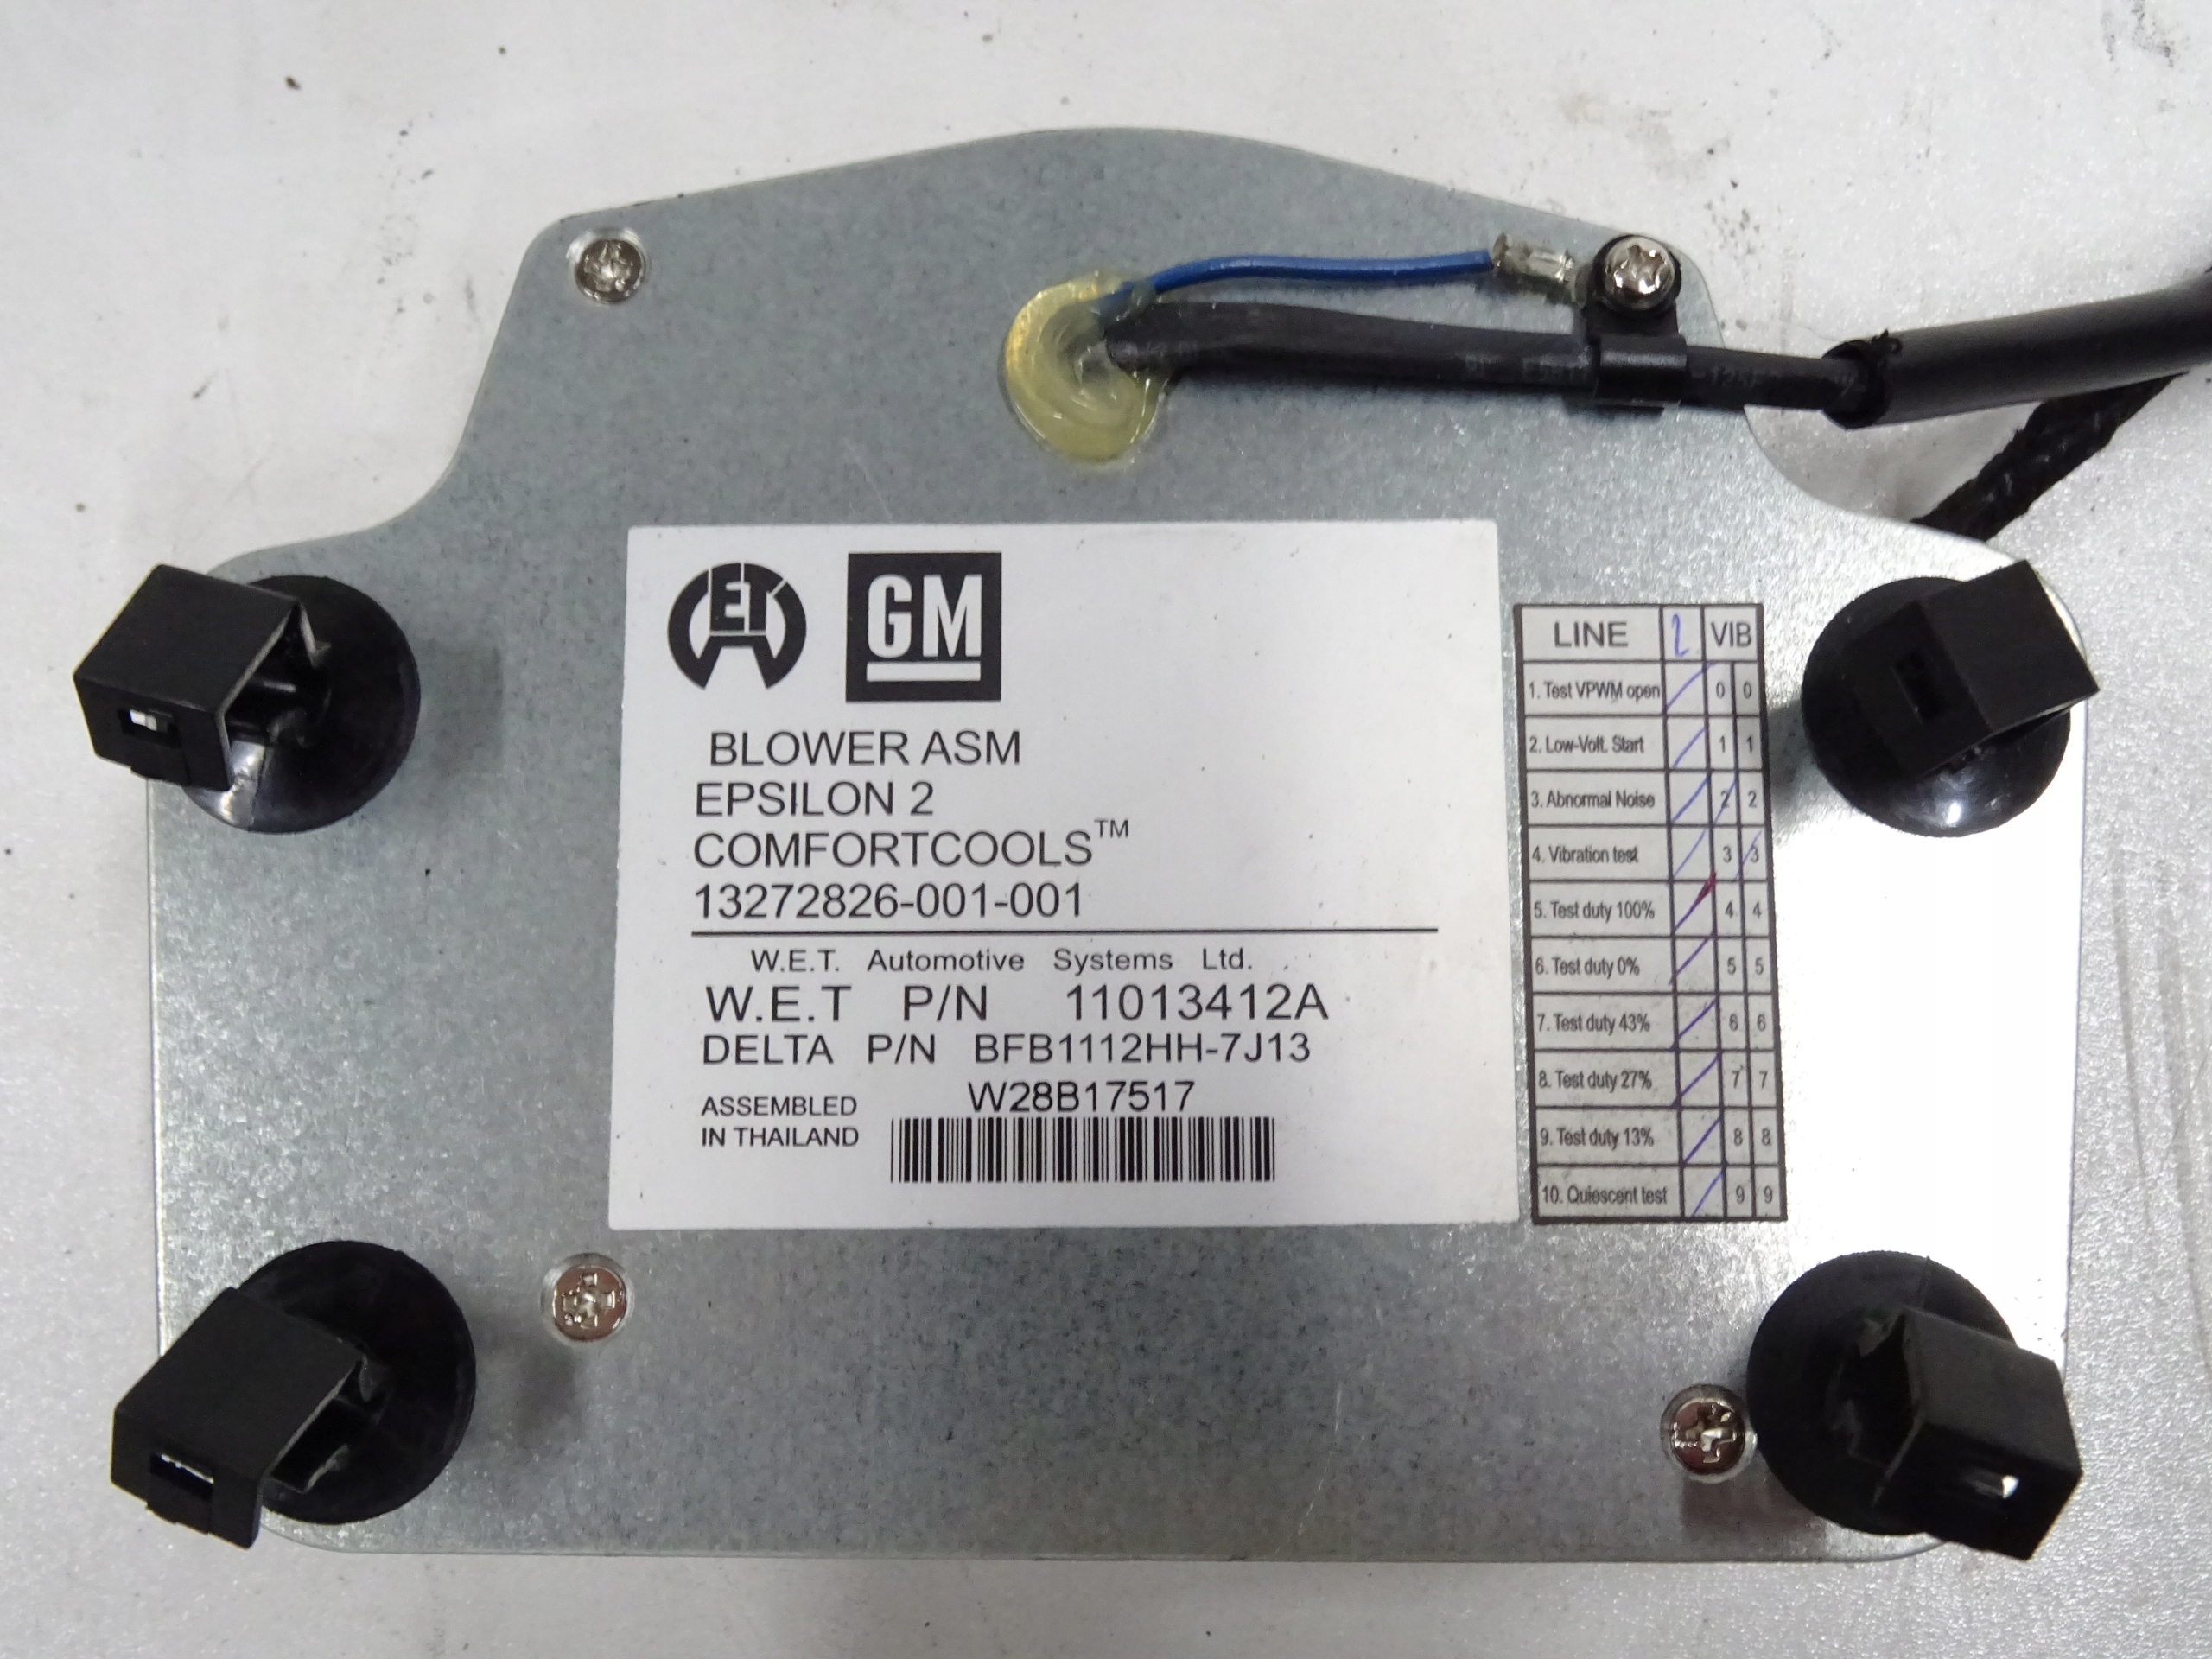 WET
GM
BLOWER ASM
EPSILON 2
COMFORTCOOLS™
13272826-001-001
W.E.T. Automotive Systems Ltd.
W.E.T P/N 11013412A
DELTA P/N BFB1112HH-7J13
W28B17517
ASSEMBLED
IN THAILAND
LINE 2 VIB
1. Test VPWM open 0 0
2. Low-Volt. Start 1 1
3. Abnormal Noise 2 2
4. Vibration test 3 3
5. Test duty 100% 4 4
6. Test duty 0% 5 5
7. Test duty 43% 6 6
8. Test duty 27% 7 7
9. Test duty 13% 8 8
10. Quiescent test 9 9